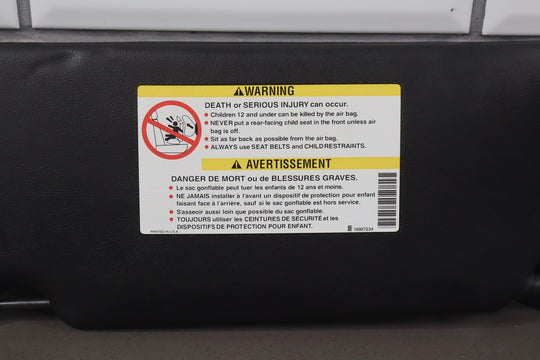 ⚠WARNING
DEATH or SERIOUS INJURY can occur.
• Children 12 and under can be killed by the air bag.
• NEVER put a rear-facing child seat in the front unless air
bag is off.
• Sit as far back as possible from the air bag.
• ALWAYS use SEAT BELTS and CHILD RESTRAINTS.
⚠ AVERTISSEMENT
DANGER DE MORT ou de BLESSURES GRAVES.
• Le sac gonflable peut tuer les enfants de 12 ans et moins.
• NE JAMAIS installer à l'avant un dispositif de protection pour enfant
faisant face à l'arrière, sauf si le sac gonflable est hors service.
• S'asseoir aussi loin que possible du sac gonflable.
• TOUJOURS utiliser les CEINTURES DE SÉCURITÉ et les
DISPOSITIFS DE PROTECTION POUR ENFANT.
PRINTED IN U.S.A.
15007234